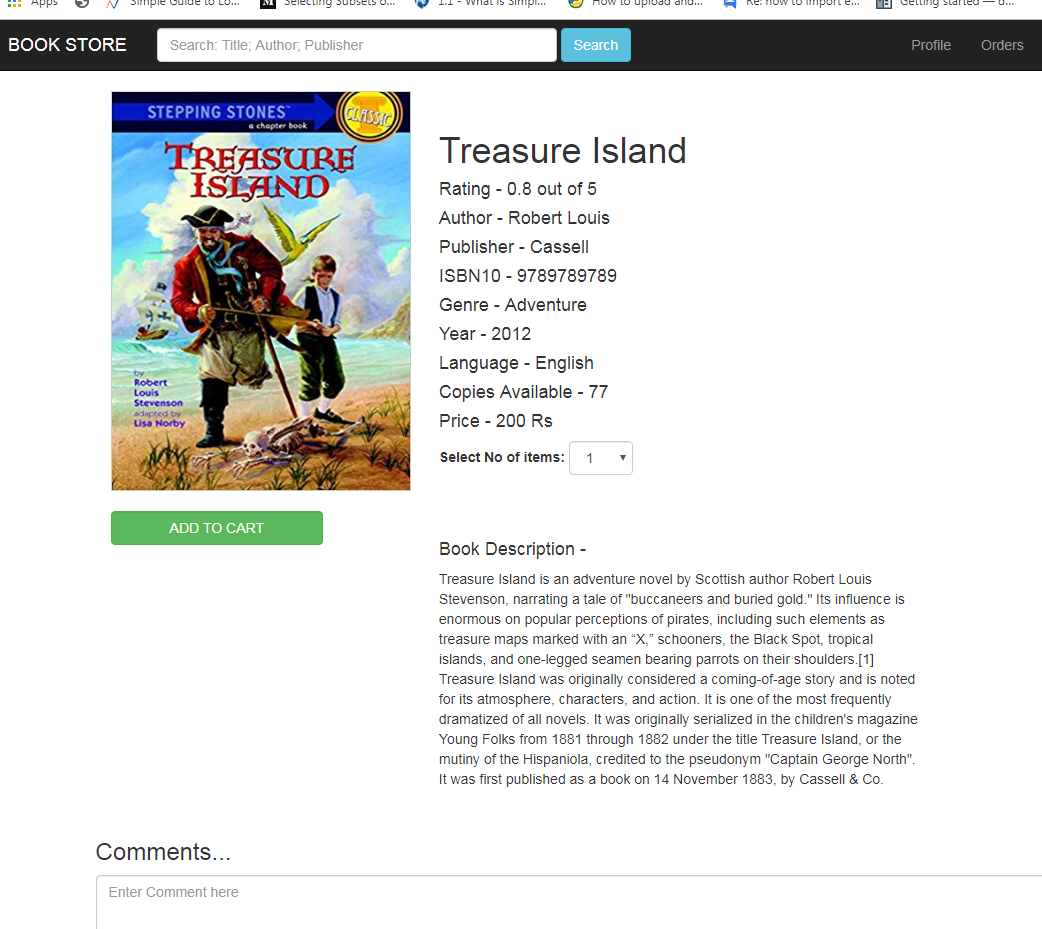 Apps Simple Guide to Lo... Selecting Subsets o... 1.1 - What is Simpl... How to upload and... Re: how to import e... Getting started — d...
BOOK STORE Search: Title; Author; Publisher Search Profile Orders
STEPPING STONES™
a chapter book
CLASSIC
TREASURE
ISLAND
by
Robert
Louis
Stevenson
adapted by
Lisa Norby
ADD TO CART
Treasure Island
Rating - 0.8 out of 5
Author - Robert Louis
Publisher - Cassell
ISBN10 - 9789789789
Genre - Adventure
Year - 2012
Language - English
Copies Available - 77
Price - 200 Rs
Select No of items: 1
Book Description -
Treasure Island is an adventure novel by Scottish author Robert Louis
Stevenson, narrating a tale of "buccaneers and buried gold." Its influence is
enormous on popular perceptions of pirates, including such elements as
treasure maps marked with an “X,” schooners, the Black Spot, tropical
islands, and one-legged seamen bearing parrots on their shoulders.[1]
Treasure Island was originally considered a coming-of-age story and is noted
for its atmosphere, characters, and action. It is one of the most frequently
dramatized of all novels. It was originally serialized in the children's magazine
Young Folks from 1881 through 1882 under the title Treasure Island, or the
mutiny of the Hispaniola, credited to the pseudonym "Captain George North".
It was first published as a book on 14 November 1883, by Cassell & Co.
Comments...
Enter Comment here